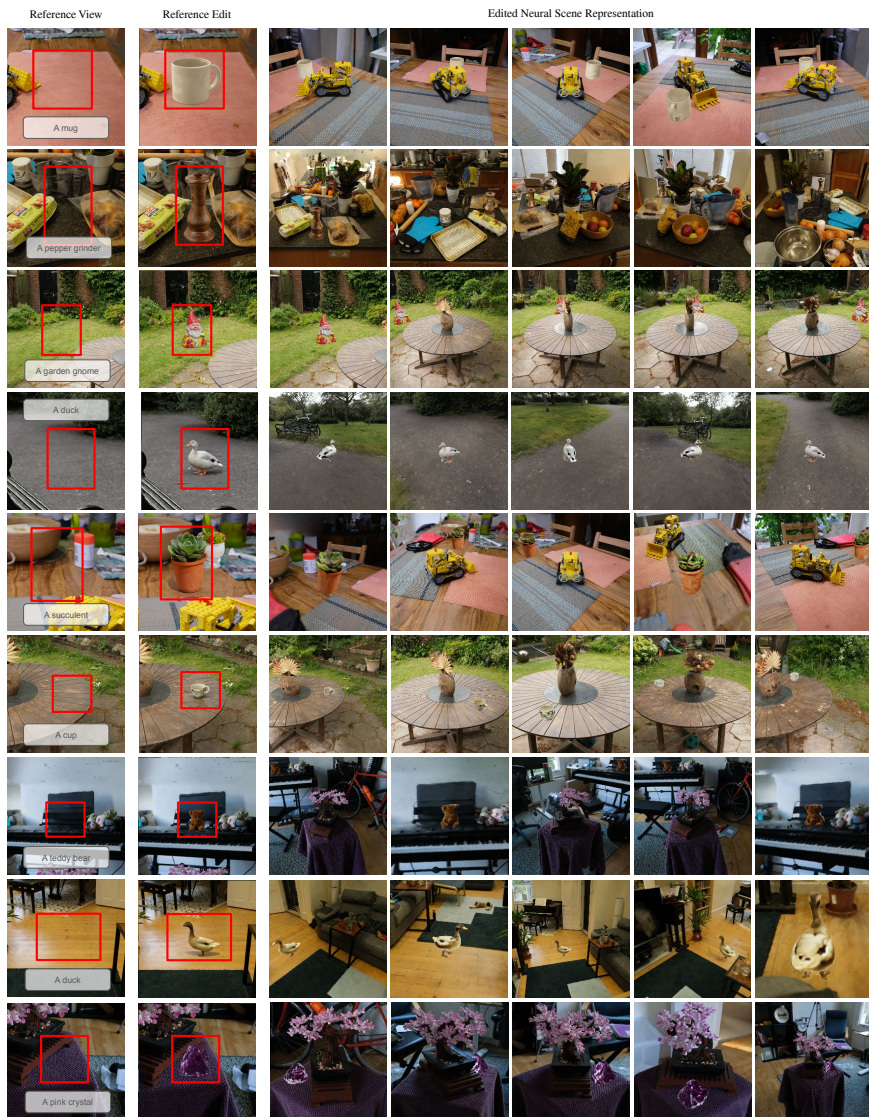 Reference View
Reference Edit
Edited Neural Scene Representation
A mug
A pepper grinder
A garden gnome
A duck
A succulent
A cup
A teddy bear
A duck
A pink crystal